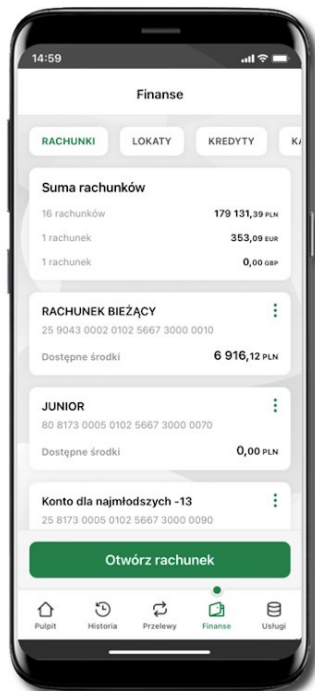 14:59
Finanse
RACHUNKI LOKATY KREDYTY KA
Suma rachunków
16 rachunków 179 131,39 PLN
1 rachunek 353,09 EUR
1 rachunek 0,00 GBP
RACHUNEK BIEŻĄCY
25 9043 0002 0102 5667 3000 0010
Dostępne środki 6 916,12 PLN
JUNIOR
80 8173 0005 0102 5667 3000 0070
Dostępne środki 0,00 PLN
Konto dla najmłodszych -13
25 8173 0005 0102 5667 3000 0090
Otwórz rachunek
Pulpit Historia Przelewy Finanse Usługi